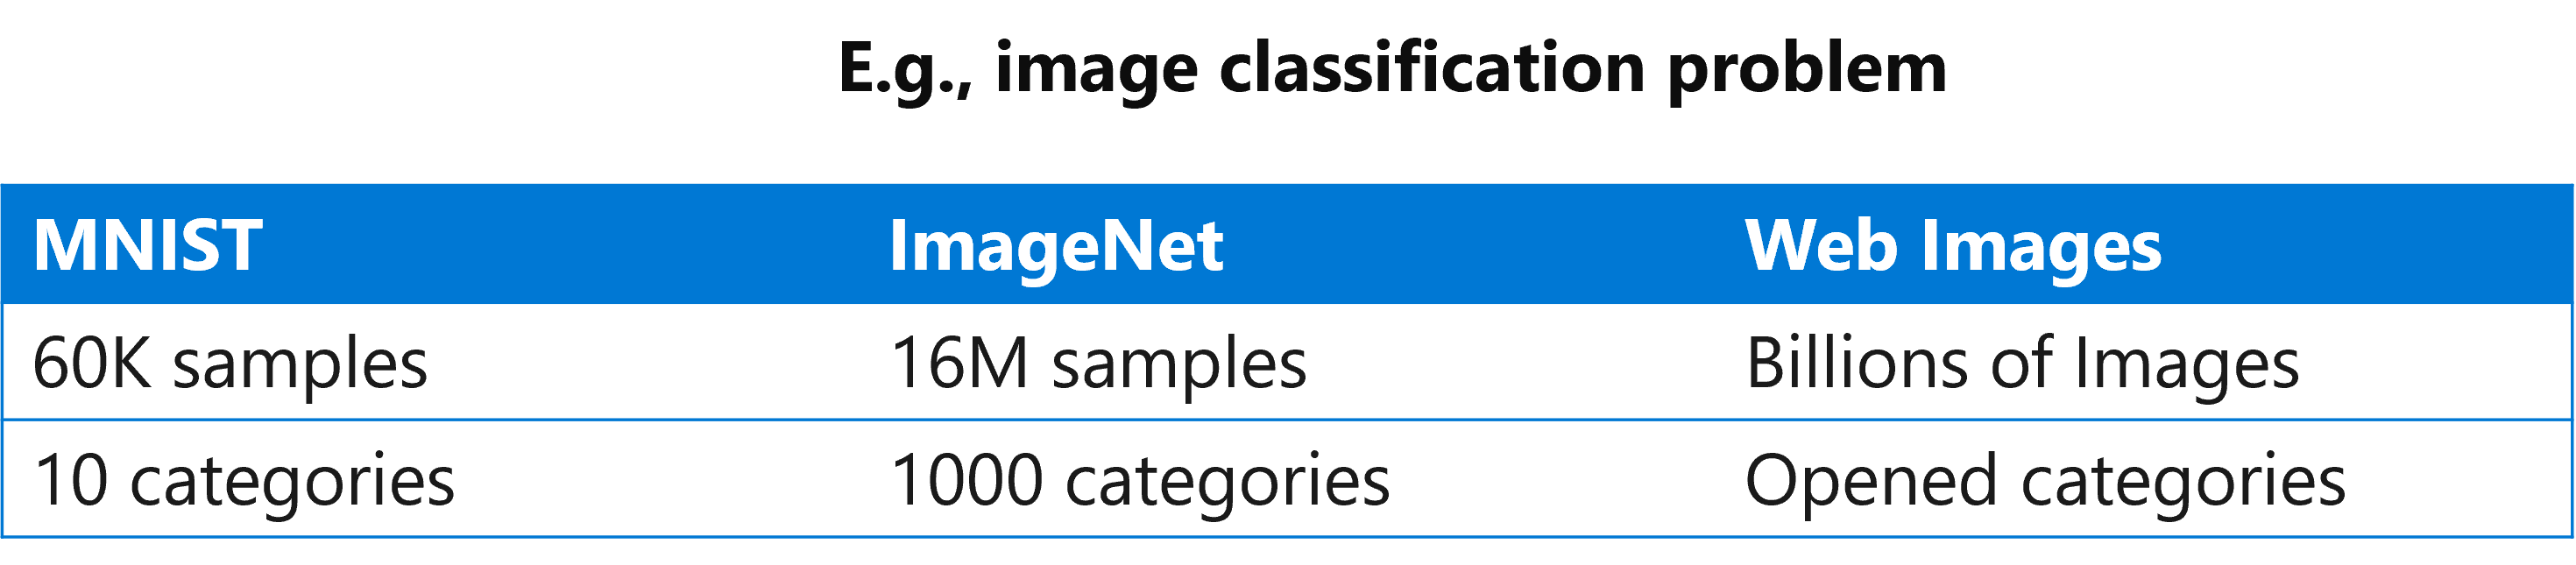 E.g., image classification problem
MNIST ImageNet Web Images
60K samples 16M samples Billions of Images
10 categories 1000 categories Opened categories